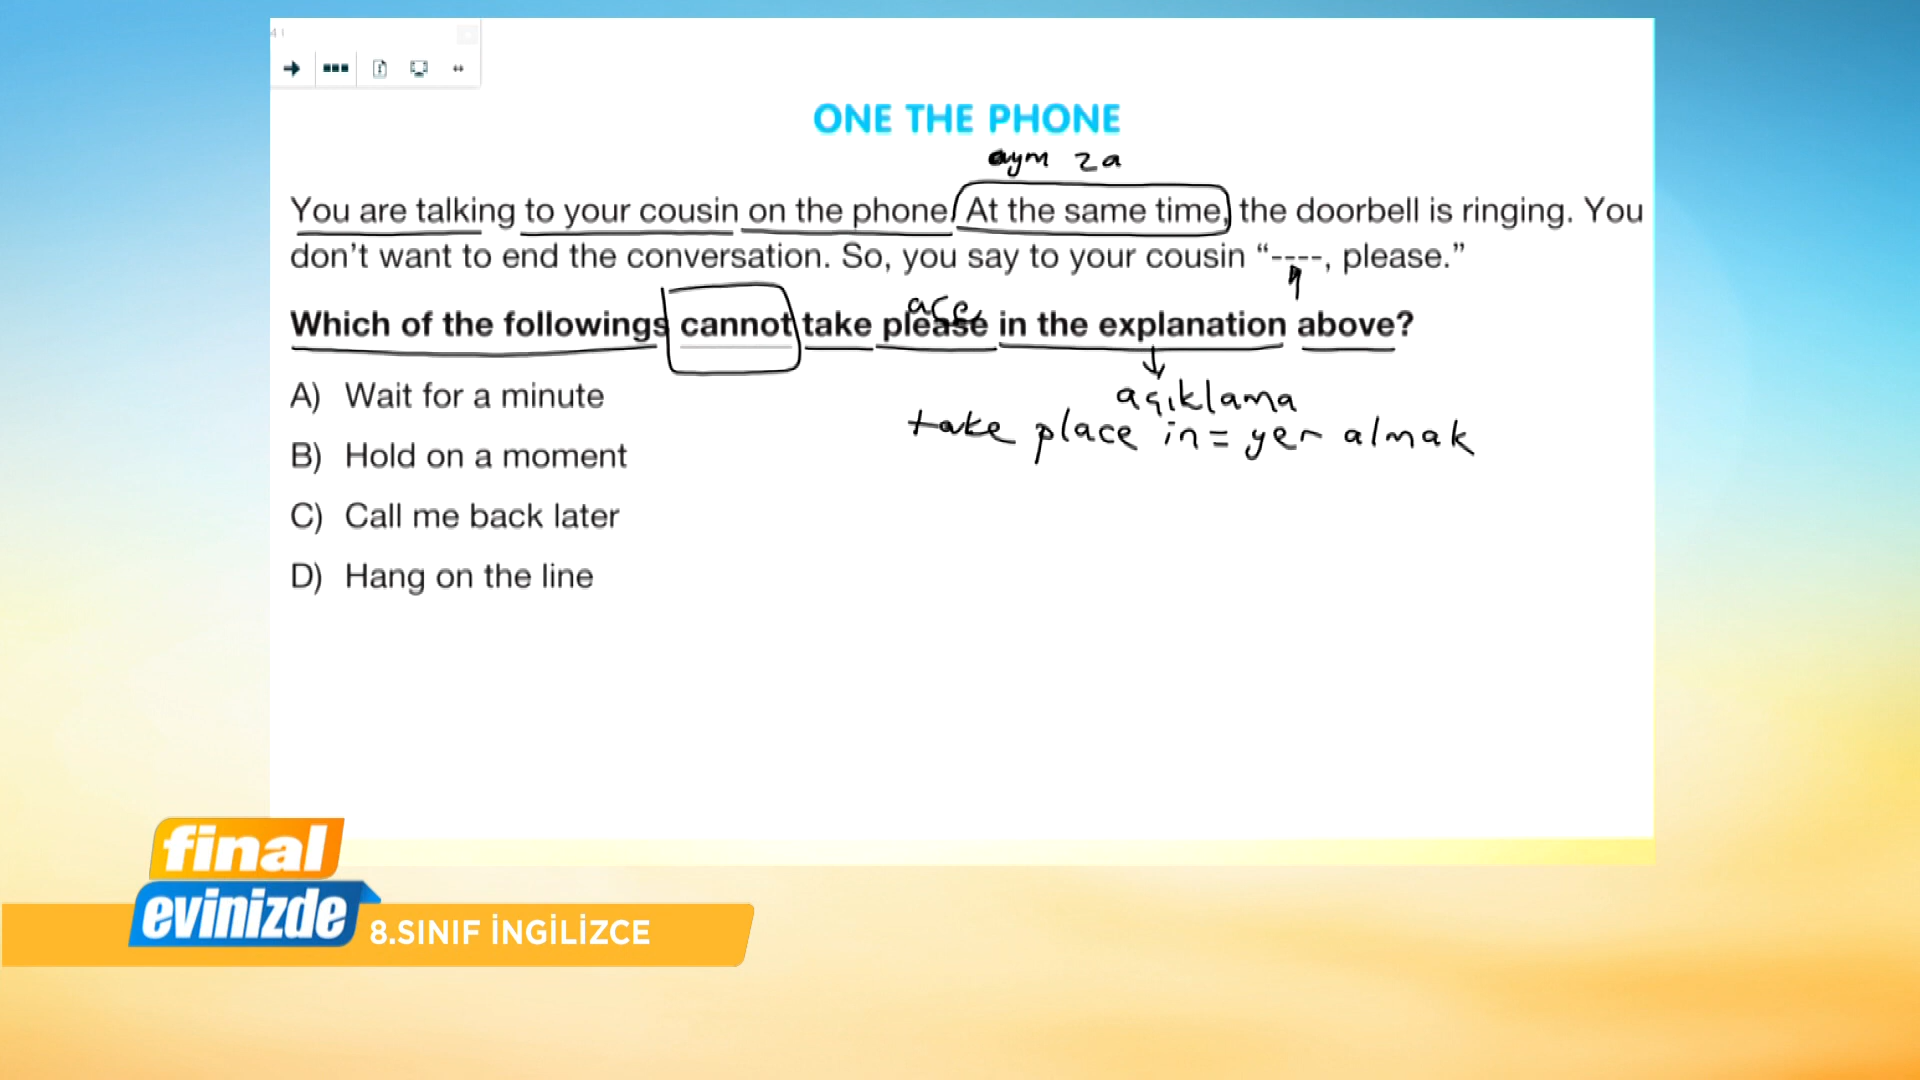 ONE THE PHONE
aym za
You are talking to your cousin on the phone. At the same time, the doorbell is ringing. You
don't want to end the conversation. So, you say to your cousin “----, please.”
ace
Which of the followings cannot take please in the explanation above?
A) Wait for a minute
açıklama
take place in = yer almak
B) Hold on a moment
C) Call me back later
D) Hang on the line
final
evinizde
8.SINIF İNGİLİZCE